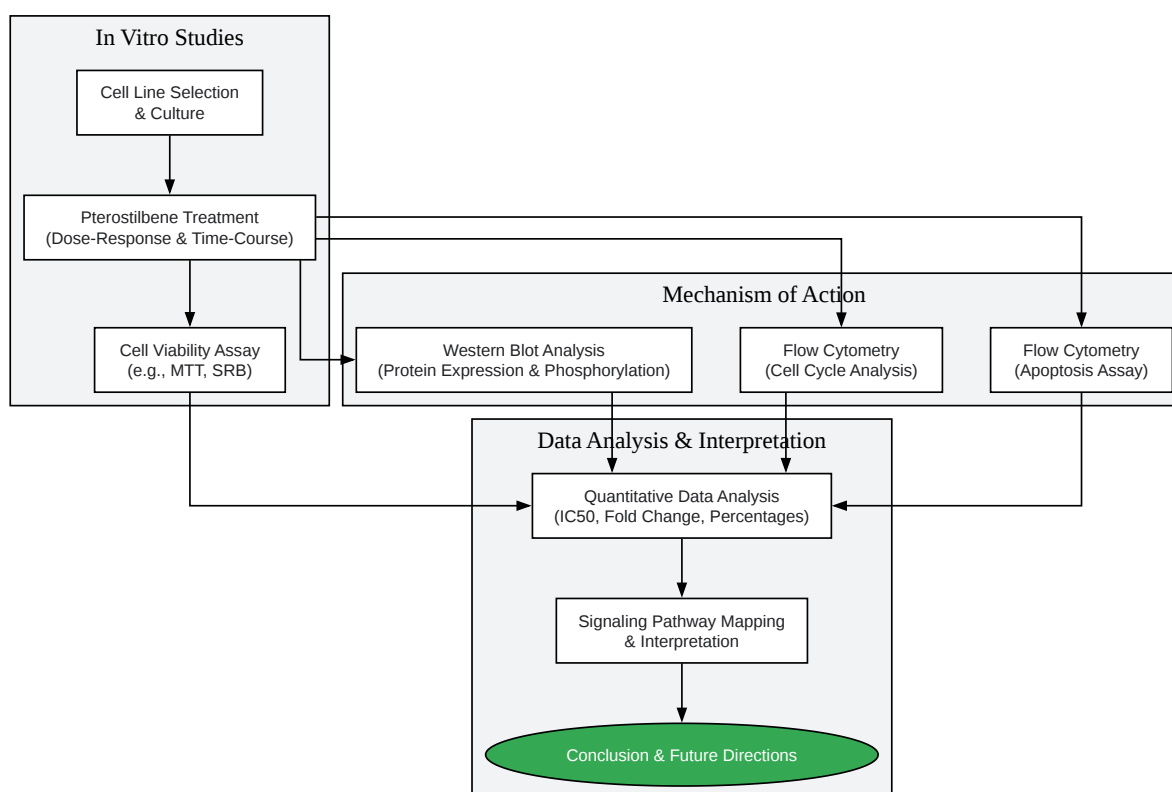 In Vitro Studies
Cell Line Selection
& Culture
Pterostilbene Treatment
(Dose-Response & Time-Course)
Cell Viability Assay
(e.g., MTT, SRB)
Mechanism of Action
Western Blot Analysis
(Protein Expression & Phosphorylation)
Flow Cytometry
(Cell Cycle Analysis)
Flow Cytometry
(Apoptosis Assay)
Data Analysis & Interpretation
Quantitative Data Analysis
(IC50, Fold Change, Percentages)
Signaling Pathway Mapping
& Interpretation
Conclusion & Future Directions